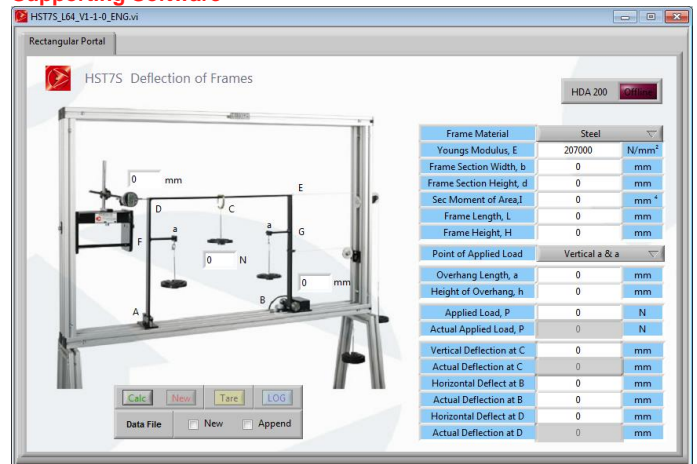 Supporting Software
HST7S_L64_V1-1-0_ENG.vi
Rectangular Portal
HST7S Deflection of Frames
HDA 200 Offline
Frame Material Steel
Youngs Modulus, E 207000 N/mm²
Frame Section Width, b 0 mm
Frame Section Height, d 0 mm
Sec Moment of Area,I 0 mm ⁴
Frame Length, L 0 mm
Frame Height, H 0 mm
Point of Applied Load Vertical a & a
Overhang Length, a 0 mm
Height of Overhang, h 0 mm
Applied Load, P 0 N
Actual Applied Load, P 0 N
Vertical Deflection at C 0 mm
Actual Deflection at C 0 mm
Horizontal Deflect at B 0 mm
Actual Deflection at B 0 mm
Horizontal Deflect at D 0 mm
Actual Deflection at D 0 mm
0 mm
E
D C
a a
F G
0 N
0 mm
B
A
Calc New Tare LOG
Data File New Append